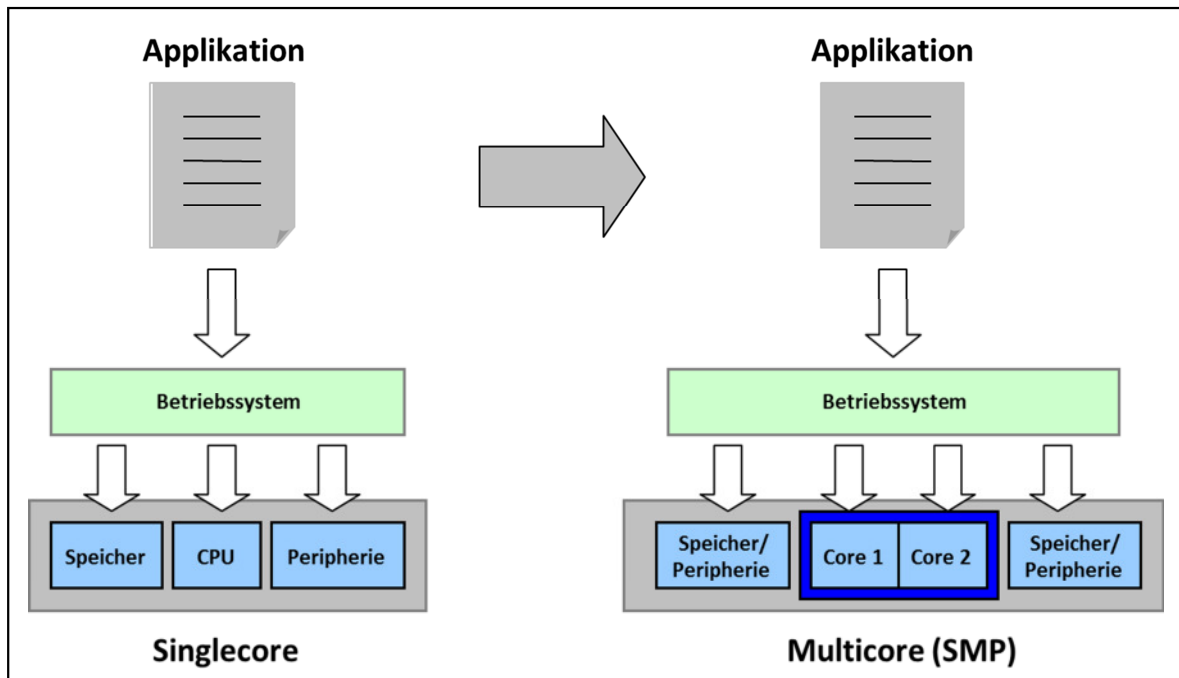 Applikation
Applikation
Betriebssystem
Betriebssystem
Speicher
CPU
Peripherie
Speicher/
Peripherie
Core 1
Core 2
Speicher/
Peripherie
Singlecore
Multicore (SMP)